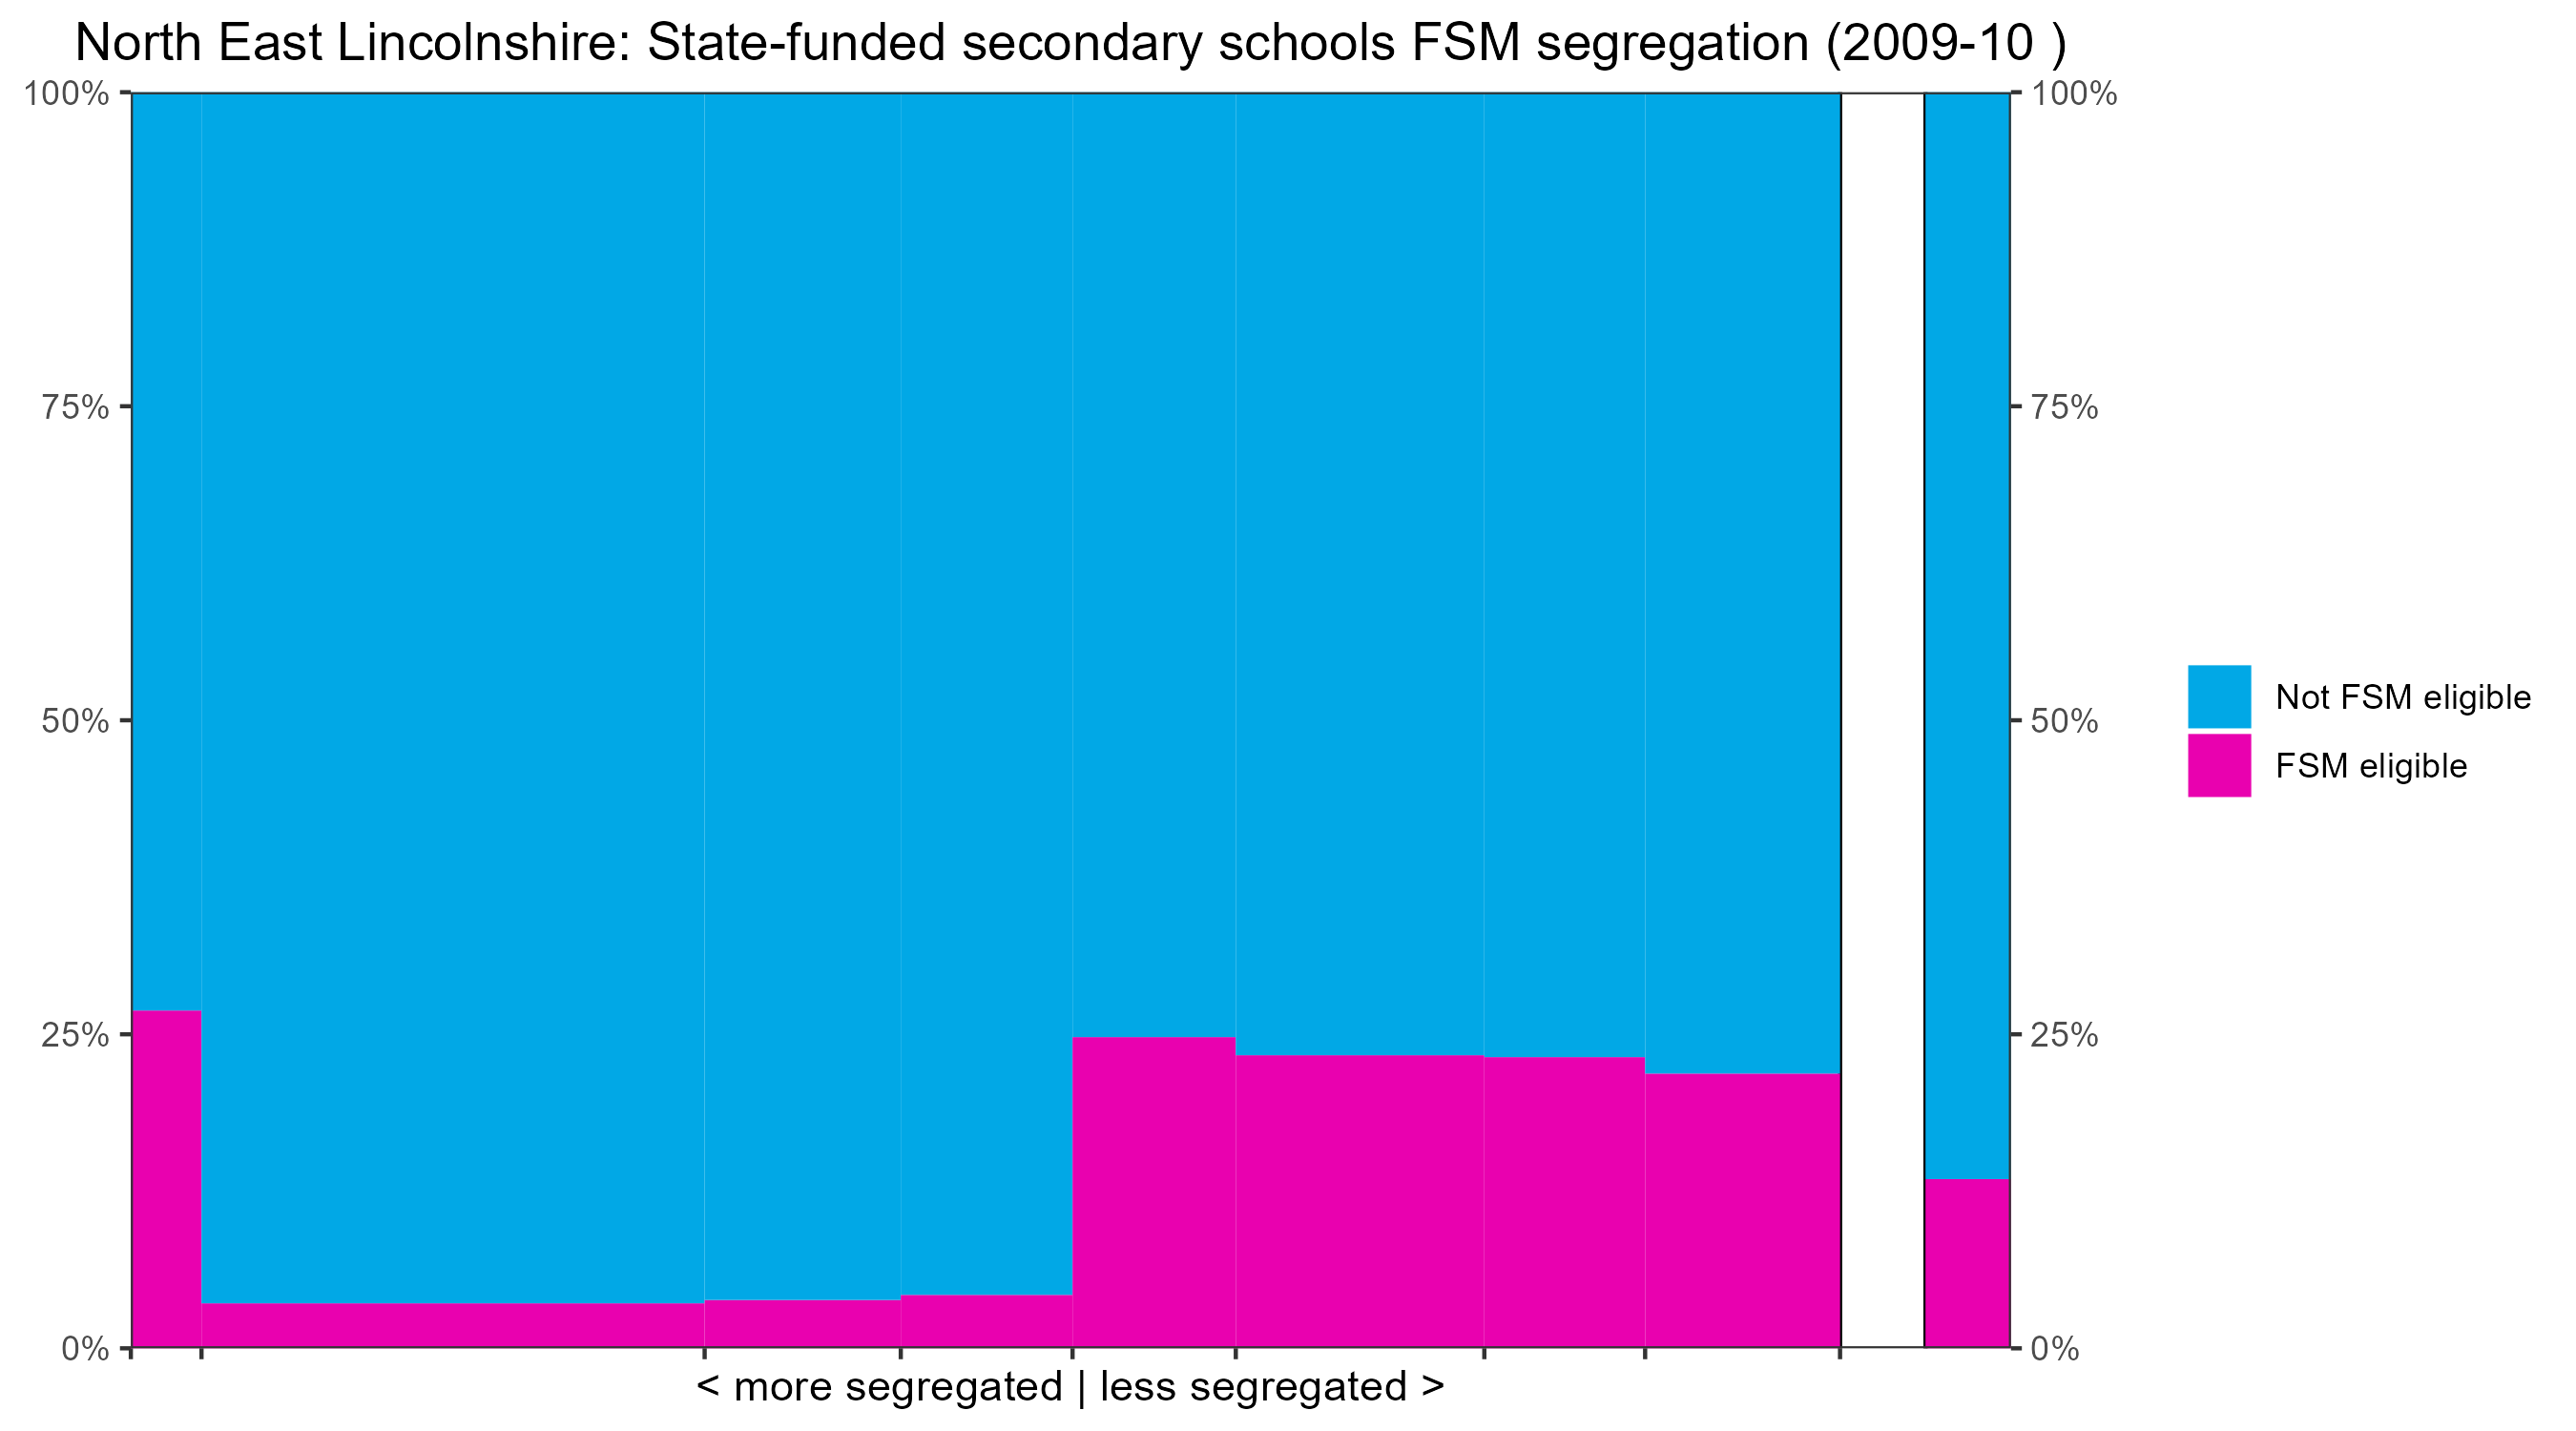 North East Lincolnshire: State-funded secondary schools FSM segregation (2009-10 )
100%
75%
50%
25%
0%
100%
75%
50%
25%
0%
Not FSM eligible
FSM eligible
< more segregated | less segregated >